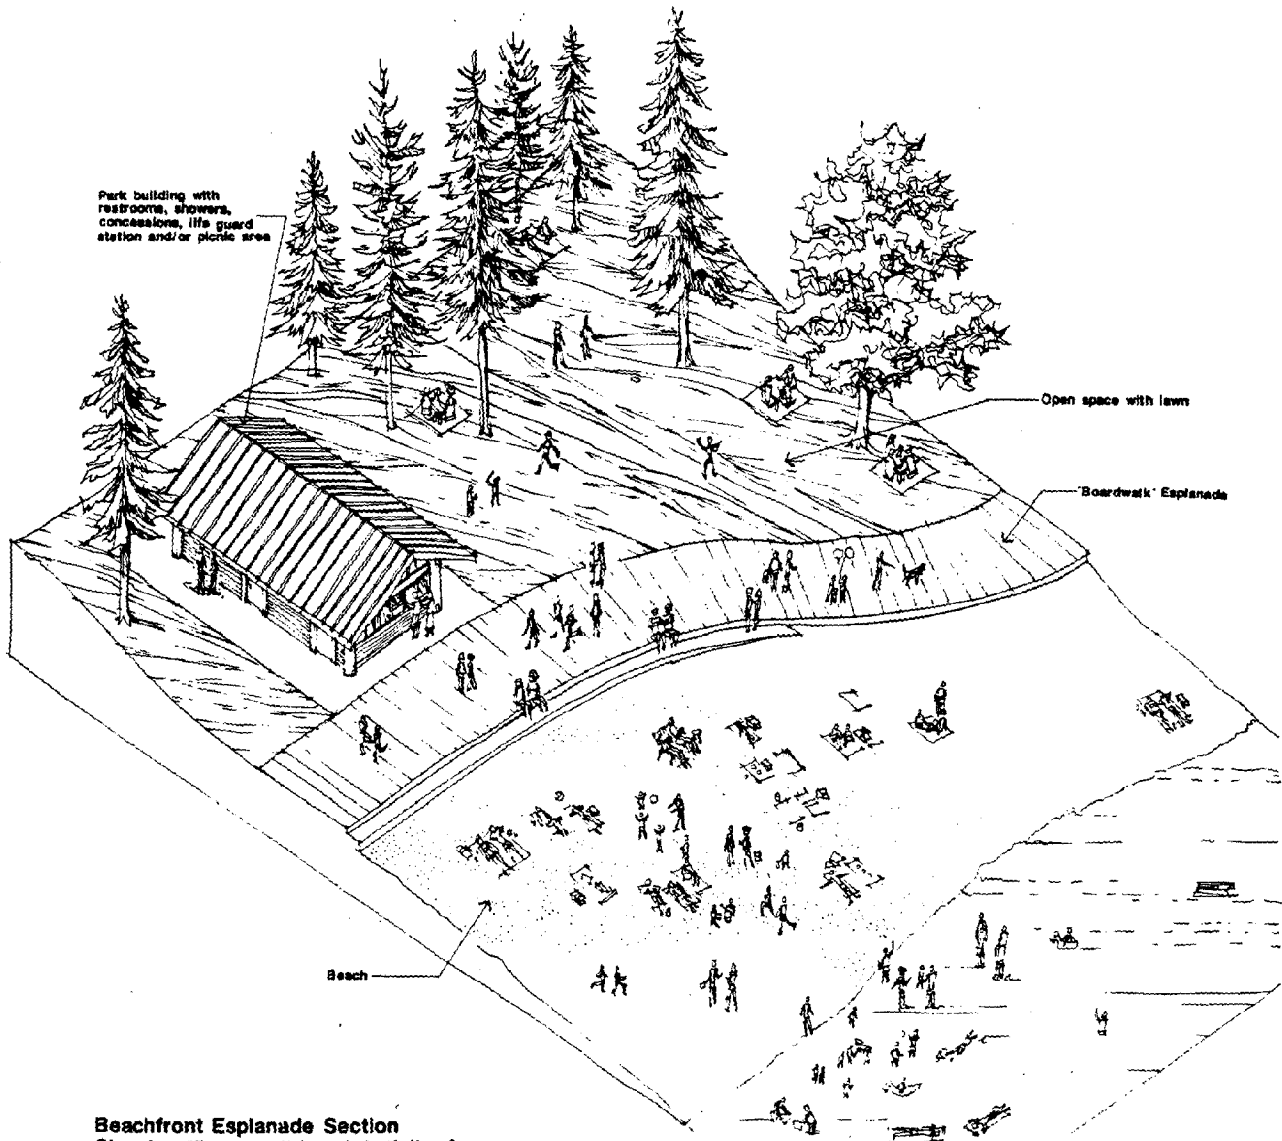 Park building with
restrooms, showers,
concessions, life guard
station and/or picnic area
Open space with lawn
'Boardwalk' Esplanade
Beach
Beachfront Esplanade Section